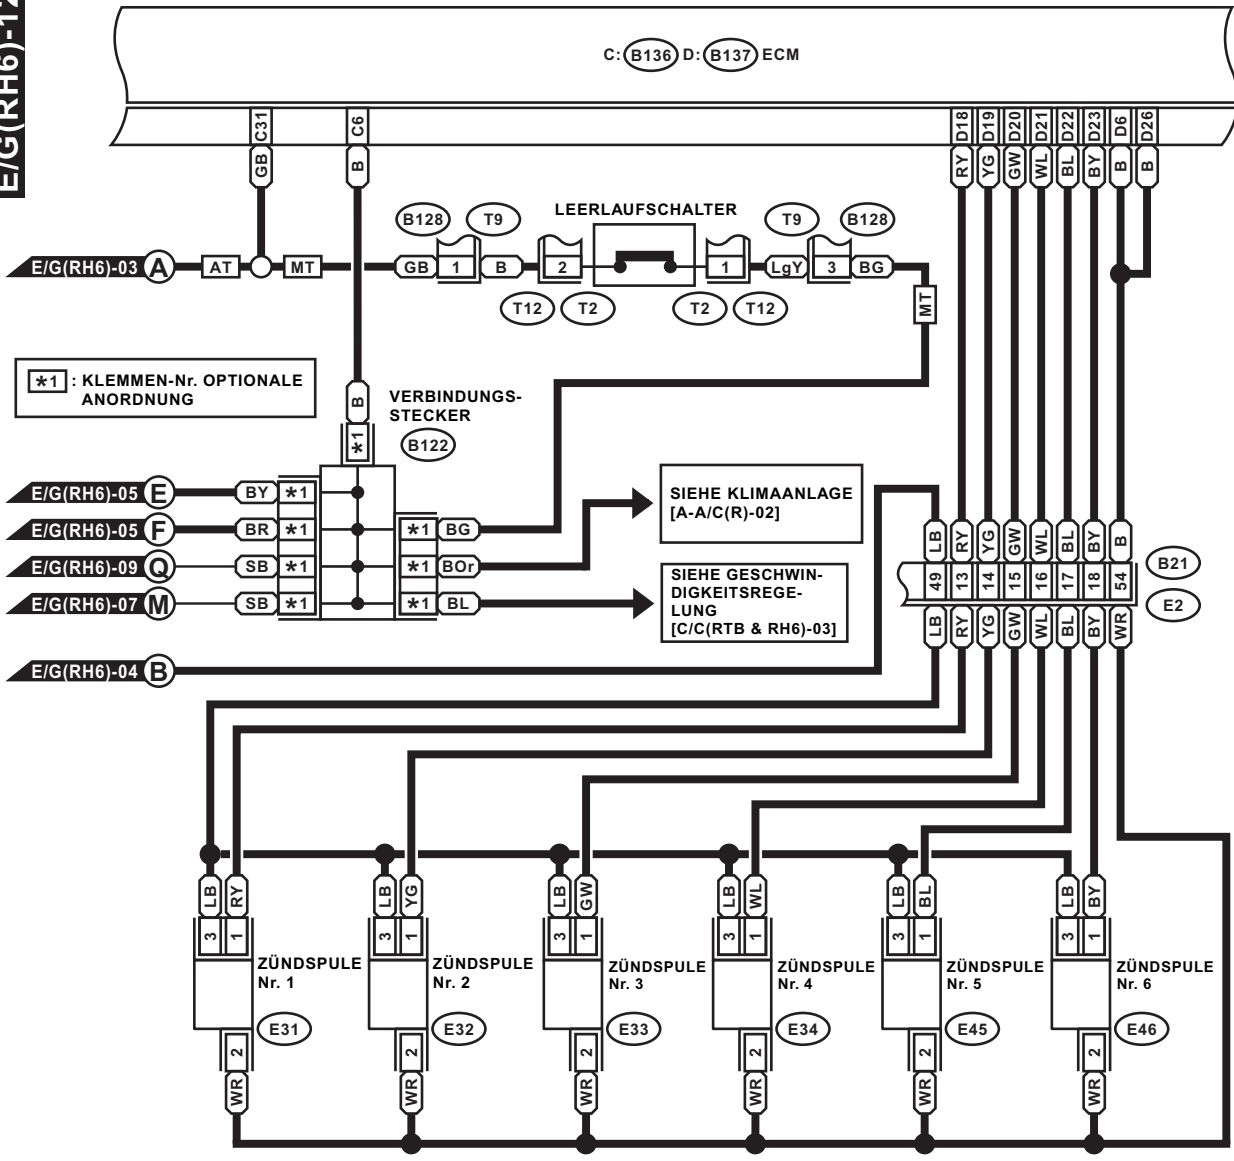 E/G(RH6)-12
C: B136 D: B137 ECM
C31 C6 D18 D19 D20 D21 D22 D23 D6 D26
GB B RY YG GW WL BL BY B B
LEERLAUFSCHALTER
B128 T9 T9 B128
E/G(RH6)-03 A AT MT GB 1 B 2 1 LgY 3 BG
T12 T2 T2 T12
MT
*1 : KLEMMEN-Nr. OPTIONALE
ANORDNUNG
B
VERBINDUNGS-
STECKER
*1
B122
E/G(RH6)-05 E BY *1
E/G(RH6)-05 F BR *1 *1 BG
E/G(RH6)-09 Q SB *1 *1 BOr
E/G(RH6)-07 M SB *1 *1 BL
SIEHE KLIMAANLAGE
[A-A/C(R)-02]
SIEHE GESCHWIN-
DIGKEITSREGE-
LUNG
[C/C(RTB & RH6)-03]
LB RY YG GW WL BL BY B
49 13 14 15 16 17 18 54
B21
E2
LB RY YG GW WL BL BY WR
E/G(RH6)-04 B
LB RY LB YG LB GW LB WL LB BL LB BY
3 1 3 1 3 1 3 1 3 1 3 1
ZÜNDSPULE
Nr. 1
E31
ZÜNDSPULE
Nr. 2
E32
ZÜNDSPULE
Nr. 3
E33
ZÜNDSPULE
Nr. 4
E34
ZÜNDSPULE
Nr. 5
E45
ZÜNDSPULE
Nr. 6
E46
2 2 2 2 2 2
WR WR WR WR WR WR